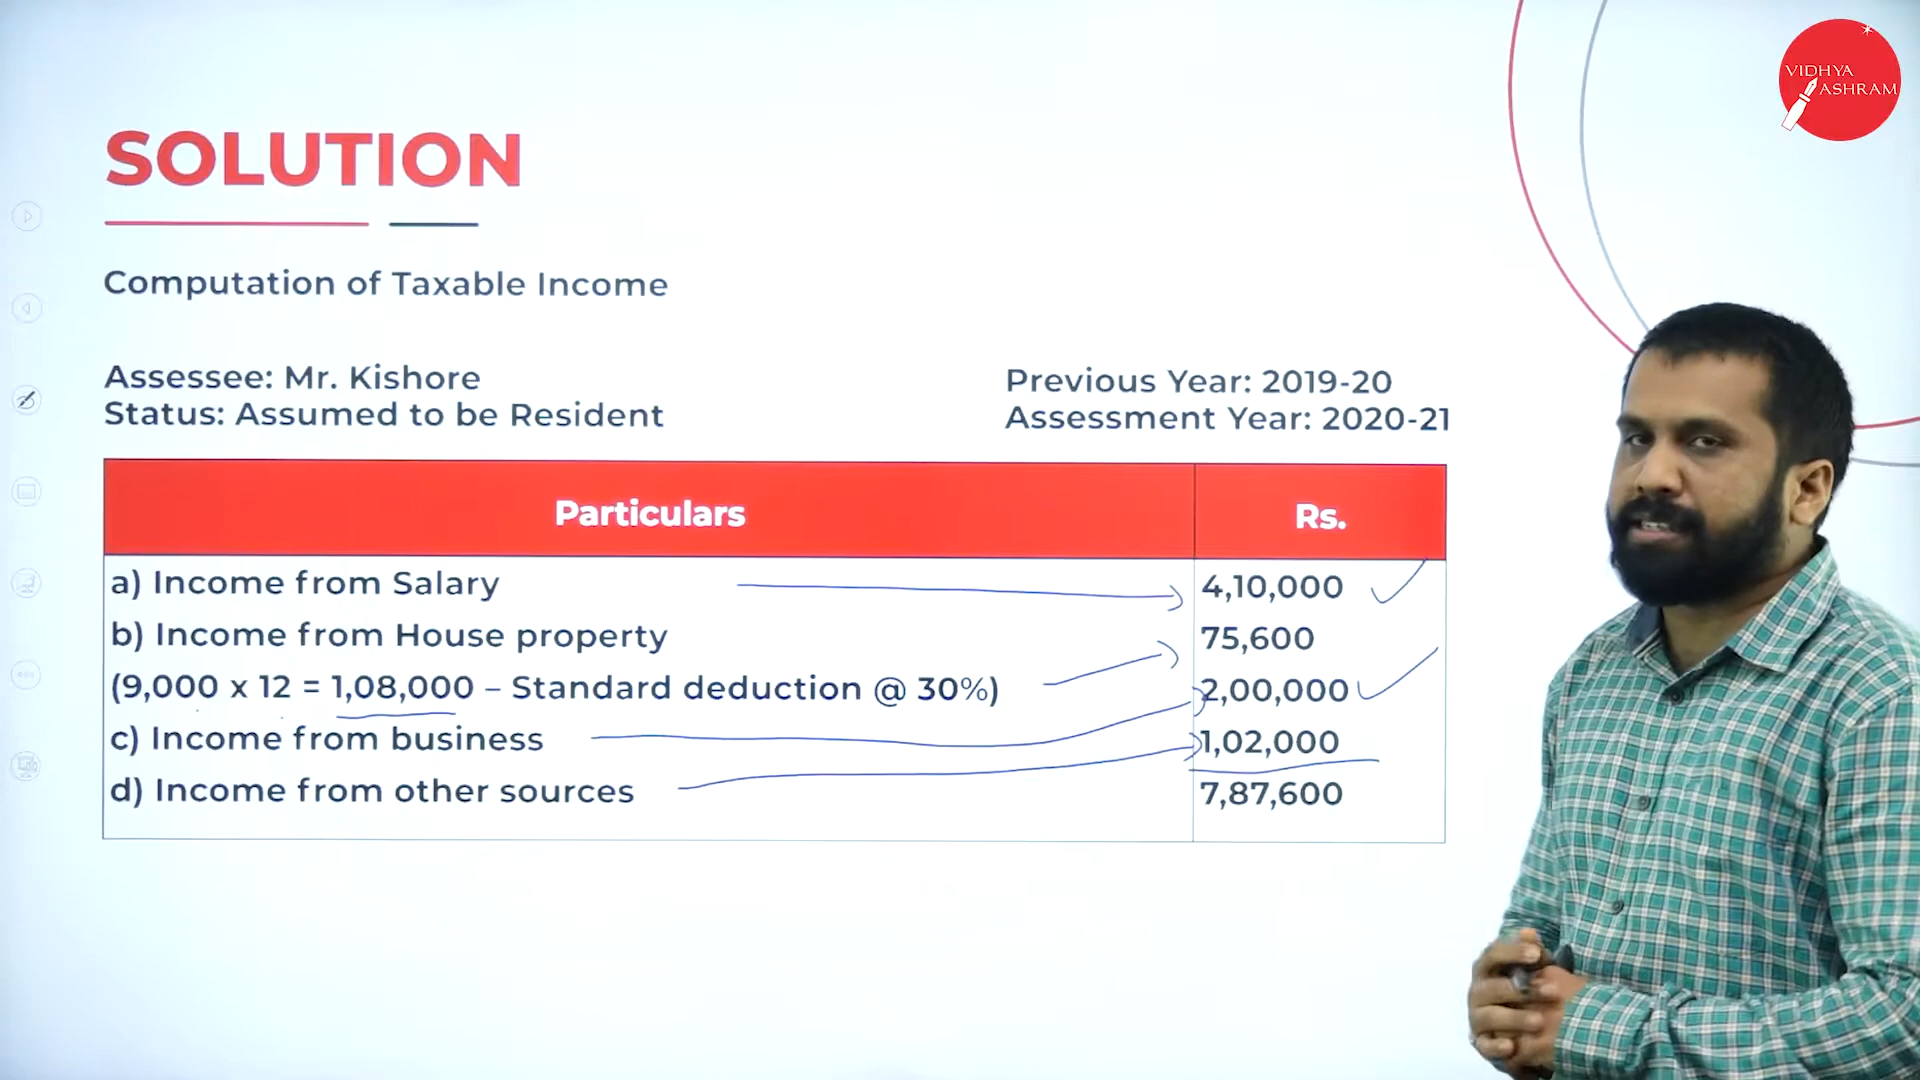 VIDHYA
ASHRAM
SOLUTION
Computation of Taxable Income
Assessee: Mr. Kishore
Status: Assumed to be Resident
Previous Year: 2019-20
Assessment Year: 2020-21
Particulars
Rs.
a) Income from Salary
4,10,000
b) Income from House property
75,600
(9,000 x 12 = 1,08,000 – Standard deduction @ 30%)
2,00,000
c) Income from business
1,02,000
d) Income from other sources
7,87,600